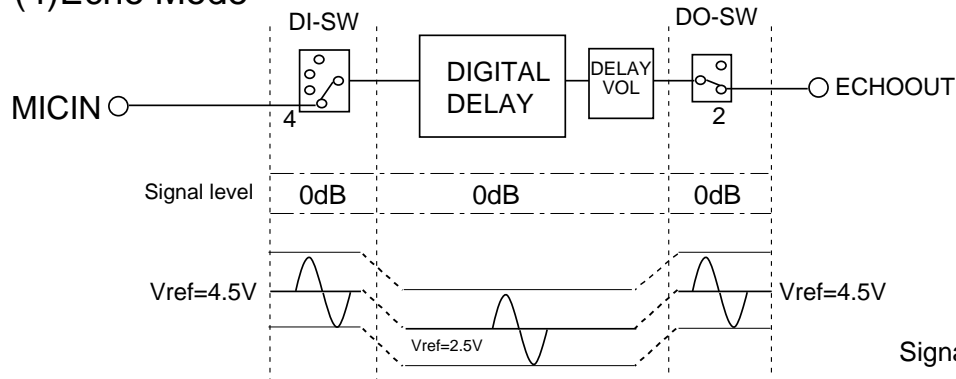 (4)Echo Mode
DI-SW
DO-SW
MICIN
4
DIGITAL
DELAY
DELAY
VOL
2
ECHOOUT
Signal level
0dB
0dB
0dB
Vref=4.5V
Vref=2.5V
Vref=4.5V